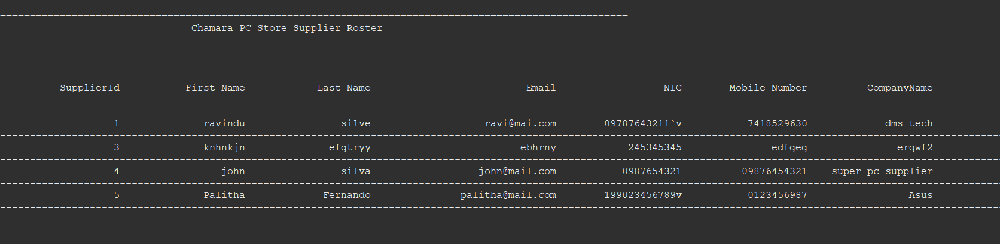 =========================================================================================================
=============================== Chamara PC Store Supplier Roster        ==================================
=========================================================================================================
SupplierId           First Name            Last Name                          Email                  NIC        Mobile Number          CompanyName
-----------------------------------------------------------------------------------------------------------------------------------------------------------------------
1              ravindu                silve                   ravi@mai.com        09787643211`v           7418529630             dms tech
-----------------------------------------------------------------------------------------------------------------------------------------------------------------------
3              knhnkjn              efgtryy                         ebhrny            245345345               edfgeg               ergwf2
-----------------------------------------------------------------------------------------------------------------------------------------------------------------------
4                 john                silva                  john@mail.com           0987654321          09876454321    super pc supplier
-----------------------------------------------------------------------------------------------------------------------------------------------------------------------
5              Palitha             Fernando               palitha@mail.com        199023456789v           0123456987                 Asus
-----------------------------------------------------------------------------------------------------------------------------------------------------------------------